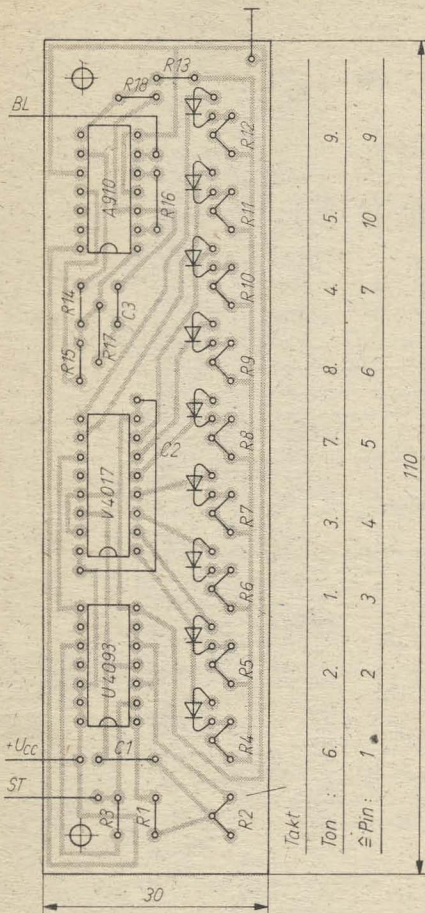 BL
R18
R13
A910
R16
R12
R11
R10
R14
R15
R17
C3
R9
R8
V4017
C2
R7
R6
U4093
R5
R4
+Ucc
ST
C1
R3
R1
R2
30
110
Takt
Ton : 6. 2. 1. 3. 7. 8. 4. 5. 9.
≙Pin : 1 2 3 4 5 6 7 10 9